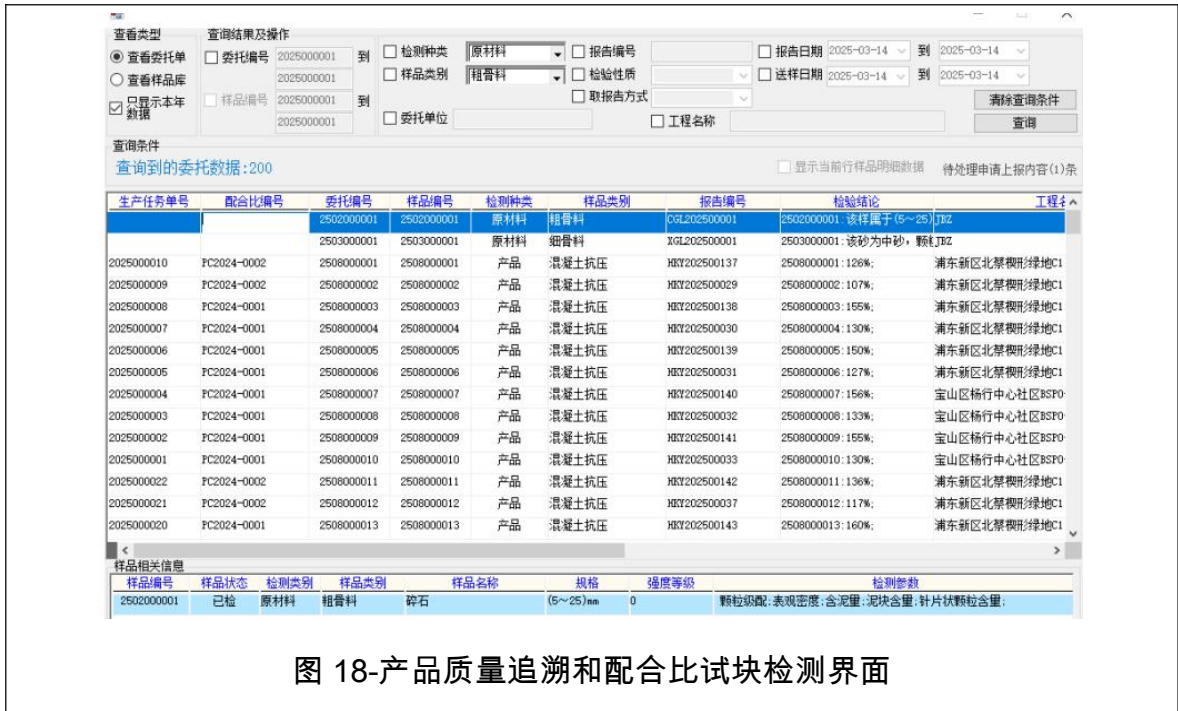 查看类型 查询结果及操作
查看委托单 委托编号 2025000001 到 检测种类 原材料 报告编号 报告日期 2025-03-14 到 2025-03-14
查看样品库 2025000001 样品类别 粗骨料 检验性质 送样日期 2025-03-14 到 2025-03-14
只显示本年数据 样品编号 2025000001 到 取报告方式 清除查询条件
2025000001 委托单位 工程名称 查询
查询条件
查询到的委托数据:200 显示当前行样品明细数据 待处理申请上报内容(1)条
生产任务单号 配合比编号 委托编号 样品编号 检测种类 样品类别 报告编号 检验结论 工程名
2502000001 2502000001 原材料 粗骨料 CGL202500001 2502000001:该样属于(5~25) JBZ
2503000001 2503000001 原材料 细骨料 XGL202500001 2503000001:该砂为中砂，颗粒 JBZ
2025000010 PC2024-0002 2508000001 2508000001 产品 混凝土抗压 HKY202500137 2508000001:126%; 浦东新区北蔡楔形绿地C1
2025000009 PC2024-0002 2508000002 2508000002 产品 混凝土抗压 HKY202500029 2508000002:107%; 浦东新区北蔡楔形绿地C1
2025000008 PC2024-0001 2508000003 2508000003 产品 混凝土抗压 HKY202500138 2508000003:155%; 浦东新区北蔡楔形绿地C1
2025000007 PC2024-0001 2508000004 2508000004 产品 混凝土抗压 HKY202500030 2508000004:130%; 浦东新区北蔡楔形绿地C1
2025000006 PC2024-0001 2508000005 2508000005 产品 混凝土抗压 HKY202500139 2508000005:150%; 浦东新区北蔡楔形绿地C1
2025000005 PC2024-0001 2508000006 2508000006 产品 混凝土抗压 HKY202500031 2508000006:127%; 浦东新区北蔡楔形绿地C1
2025000004 PC2024-0001 2508000007 2508000007 产品 混凝土抗压 HKY202500140 2508000007:156%; 宝山区杨行中心社区BSPO
2025000003 PC2024-0001 2508000008 2508000008 产品 混凝土抗压 HKY202500032 2508000008:133%; 宝山区杨行中心社区BSPO
2025000002 PC2024-0001 2508000009 2508000009 产品 混凝土抗压 HKY202500141 2508000009:155%; 宝山区杨行中心社区BSPO
2025000001 PC2024-0001 2508000010 2508000010 产品 混凝土抗压 HKY202500033 2508000010:130%; 宝山区杨行中心社区BSPO
2025000022 PC2024-0002 2508000011 2508000011 产品 混凝土抗压 HKY202500142 2508000011:136%; 浦东新区北蔡楔形绿地C1
2025000021 PC2024-0002 2508000012 2508000012 产品 混凝土抗压 HKY202500037 2508000012:117%; 浦东新区北蔡楔形绿地C1
2025000020 PC2024-0001 2508000013 2508000013 产品 混凝土抗压 HKY202500143 2508000013:160%; 浦东新区北蔡楔形绿地C1
样品相关信息
样品编号 样品状态 检测类别 样品类别 样品名称 规格 强度等级 检测参数
2502000001 已检 原材料 粗骨料 碎石 (5~25)mm 0 颗粒级配;表观密度;含泥量;泥块含量;针片状颗粒含量;
图 18-产品质量追溯和配合比试块检测界面